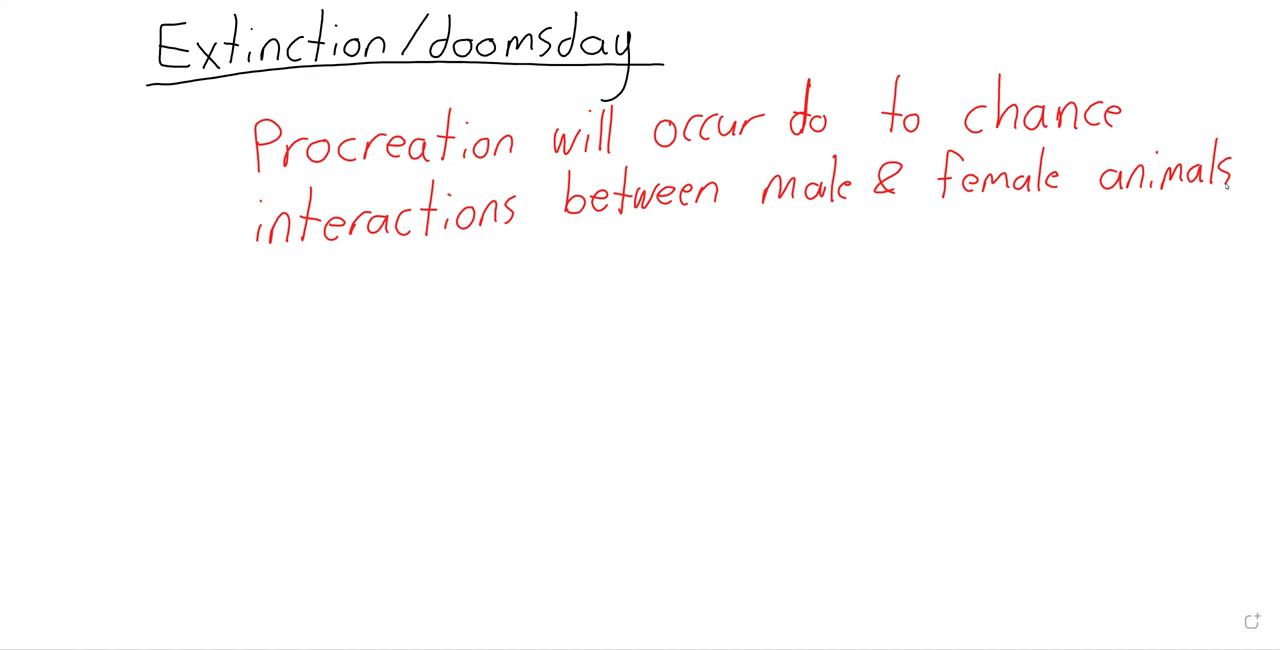 Extinction/doomsday
Procreation will occur do to chance
interactions between male & female animals